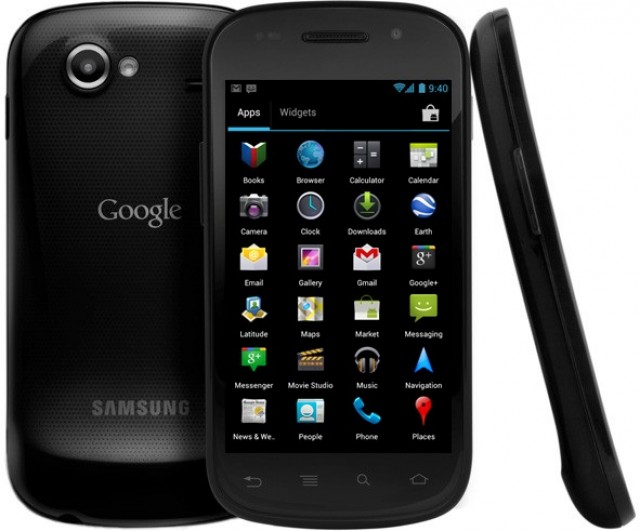 9:40
Apps Widgets
Books Browser Calculator Calendar
Camera Clock Downloads Earth
Google
g+
Email Gallery Gmail Google+
Latitude Maps Market Messaging
g+
Messenger Movie Studio Music Navigation
SAMSUNG
News & We.. People Phone Places